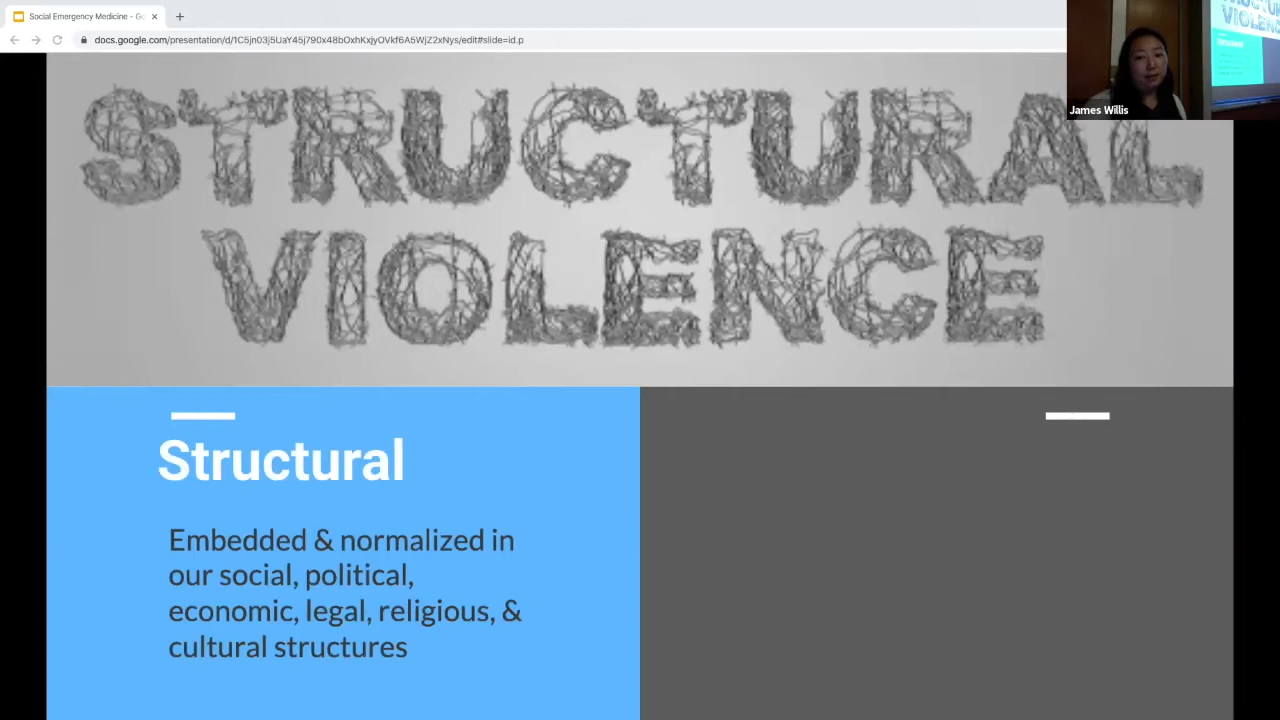 Social Emergency Medicine - Go
docs.google.com/presentation/d/1C5jn03j5UaY45j790x48bOxhKxjyOVkf6A5WjZ2xNys/edit#slide=id.p
James Willis
STRUCTURAL
VIOLENCE
Structural
Embedded & normalized in
our social, political,
economic, legal, religious, &
cultural structures